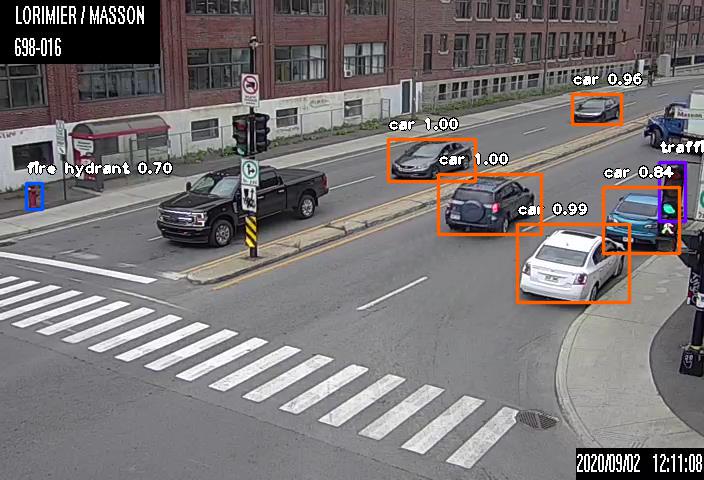 LORIMIER / MASSON
698-016
car 0.96
car 1.00
car 1.00
traffi
fire hydrant 0.70
car 0.84
car 0.99
2020/09/02 12:11:08